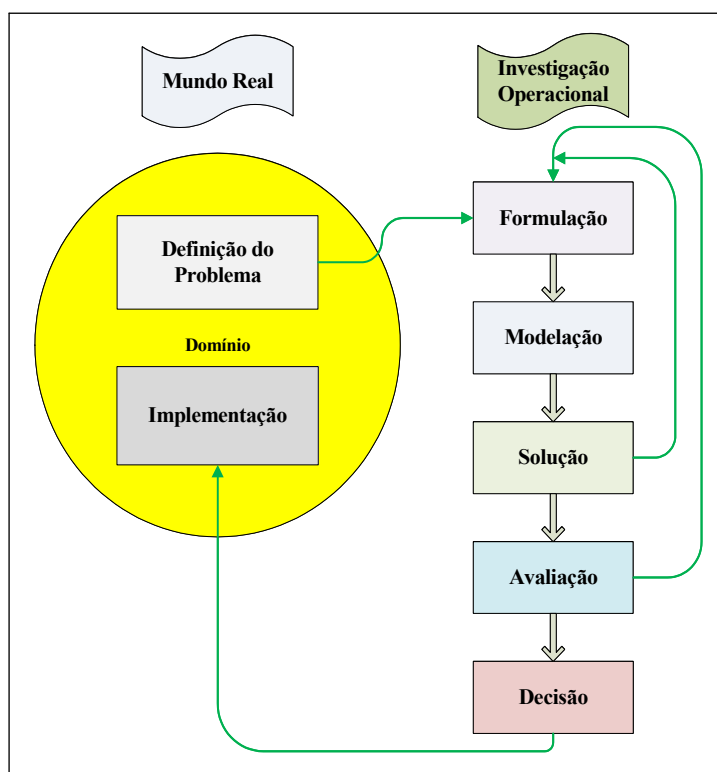 Mundo Real
Investigação
Operacional
Definição do
Problema
Domínio
Implementação
Formulação
Modelação
Solução
Avaliação
Decisão